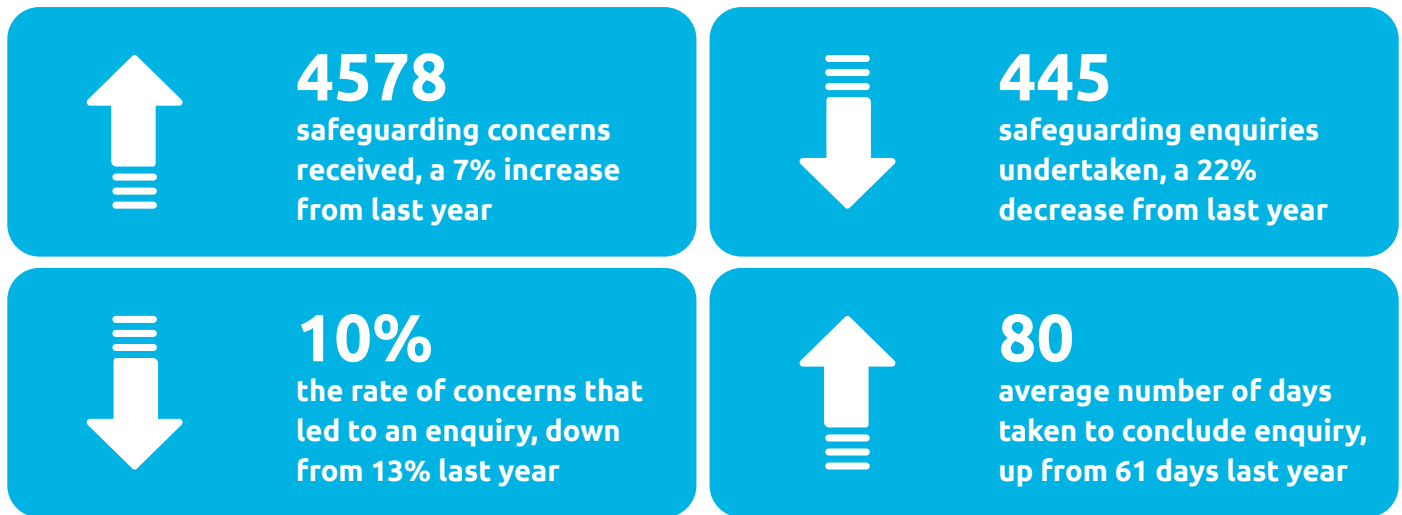 4578
safeguarding concerns
received, a 7% increase
from last year
445
safeguarding enquiries
undertaken, a 22%
decrease from last year
10%
the rate of concerns that
led to an enquiry, down
from 13% last year
80
average number of days
taken to conclude enquiry,
up from 61 days last year